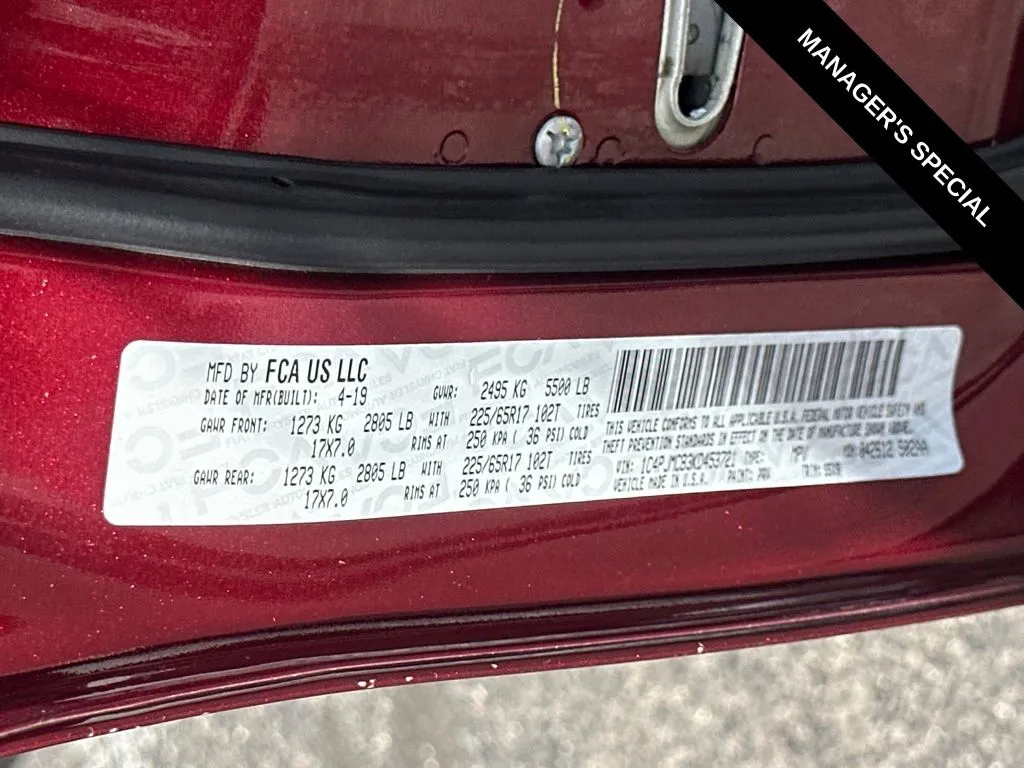 MANAGER'S SPECIAL
MFD BY FCA US LLC
DATE OF MFR(BUILT): 4-19 GVWR: 2495 KG 5500 LB
GAWR FRONT: 1273 KG 2805 LB WITH 225/65R17 102T TIRES
17X7.0 RIMS AT 250 KPA ( 36 PSI) COLD
GAWR REAR: 1273 KG 2805 LB WITH 225/65R17 102T TIRES
17X7.0 RIMS AT 250 KPA ( 36 PSI) COLD
THIS VEHICLE CONFORMS TO ALL APPLICABLE U.S.A. FEDERAL MOTOR VEHICLE SAFETY AND
THEFT PREVENTION STANDARDS IN EFFECT ON THE DATE OF MANUFACTURE SHOWN ABOVE.
VIN: TYPE: MPV
VEHICLE MADE IN U.S.A. PAINT: PRV TRIM: